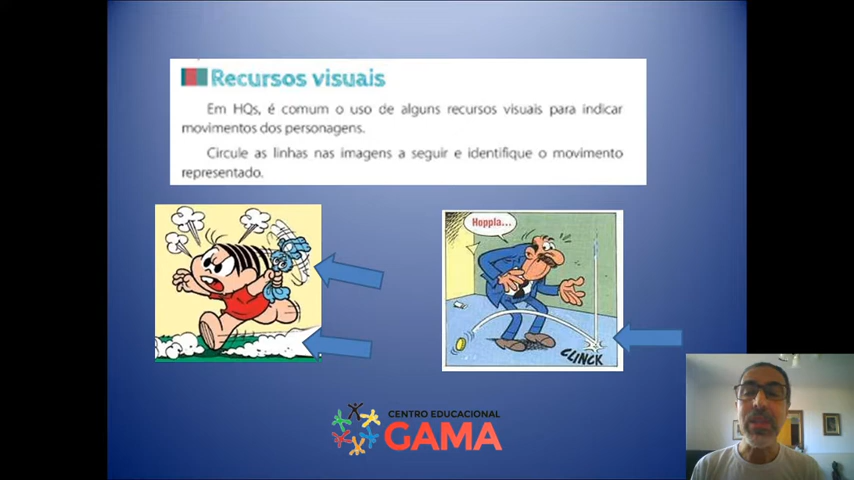 Recursos visuais
Em HQs, é comum o uso de alguns recursos visuais para indicar
movimentos dos personagens.
Circule as linhas nas imagens a seguir e identifique o movimento
representado.
Hoppla...
CLINCK
CENTRO EDUCACIONAL
GAMA